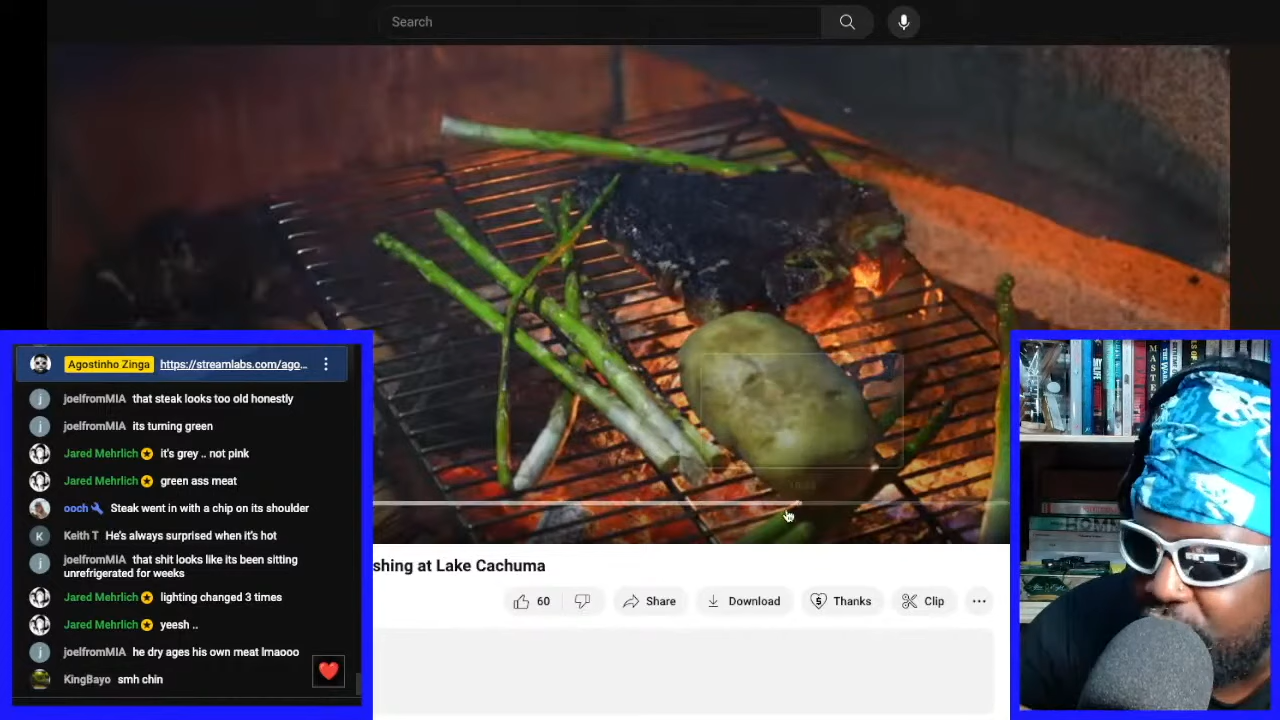 Search
Agostinho Zinga https://streamlabs.com/ago...
joelfromMIA that steak looks too old honestly
joelfromMIA its turning green
Jared Mehrlich it's grey .. not pink
Jared Mehrlich green ass meat
ooch Steak went in with a chip on its shoulder
Keith T He's always surprised when it's hot
joelfromMIA that shit looks like its been sitting
unrefrigerated for weeks
Jared Mehrlich lighting changed 3 times
Jared Mehrlich yeesh ..
joelfromMIA he dry ages his own meat lmaooo
KingBayo smh chin
shing at Lake Cachuma
60 Share Download Thanks Clip